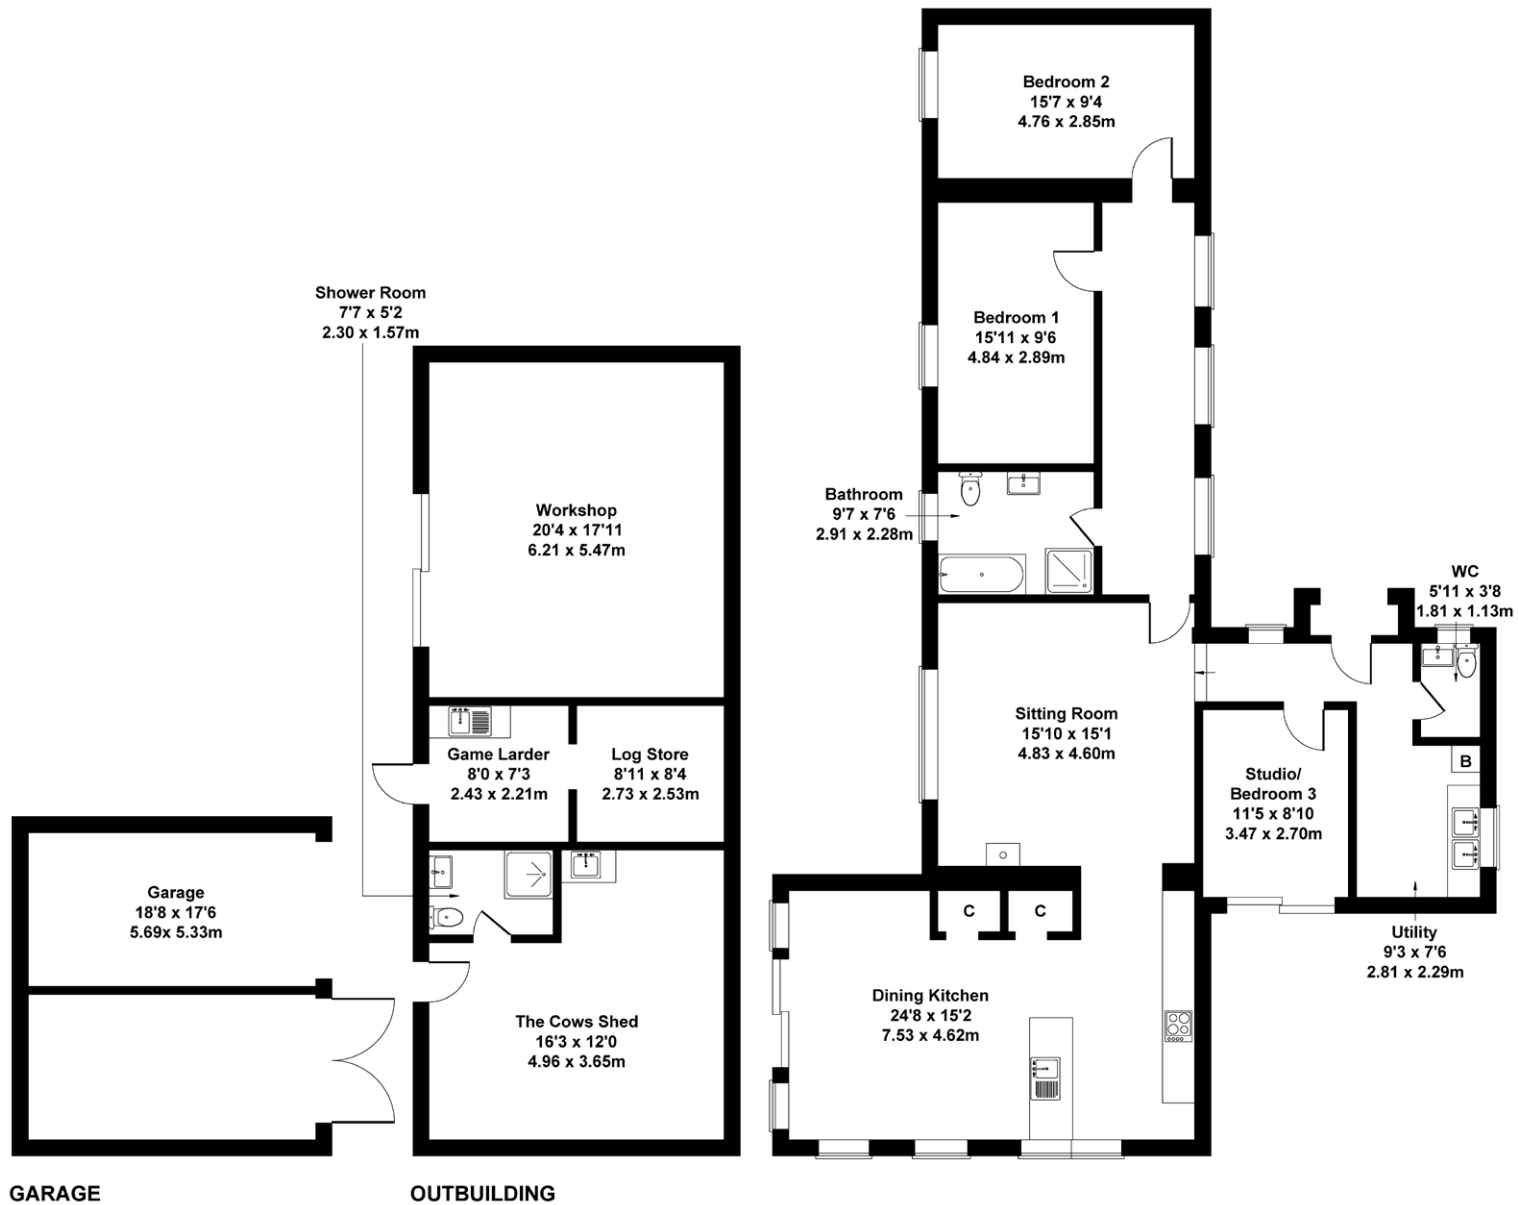 Bedroom 2
15'7 x 9'4
4.76 x 2.85m
Shower Room
7'7 x 5'2
2.30 x 1.57m
Bedroom 1
15'11 x 9'6
4.84 x 2.89m
Workshop
20'4 x 17'11
6.21 x 5.47m
Bathroom
9'7 x 7'6
2.91 x 2.28m
WC
5'11 x 3'8
1.81 x 1.13m
Sitting Room
15'10 x 15'1
4.83 x 4.60m
Game Larder
8'0 x 7'3
2.43 x 2.21m
Log Store
8'11 x 8'4
2.73 x 2.53m
B
Studio/
Bedroom 3
11'5 x 8'10
3.47 x 2.70m
Garage
18'8 x 17'6
5.69x 5.33m
C
C
Utility
9'3 x 7'6
2.81 x 2.29m
Dining Kitchen
24'8 x 15'2
7.53 x 4.62m
The Cows Shed
16'3 x 12'0
4.96 x 3.65m
GARAGE
OUTBUILDING